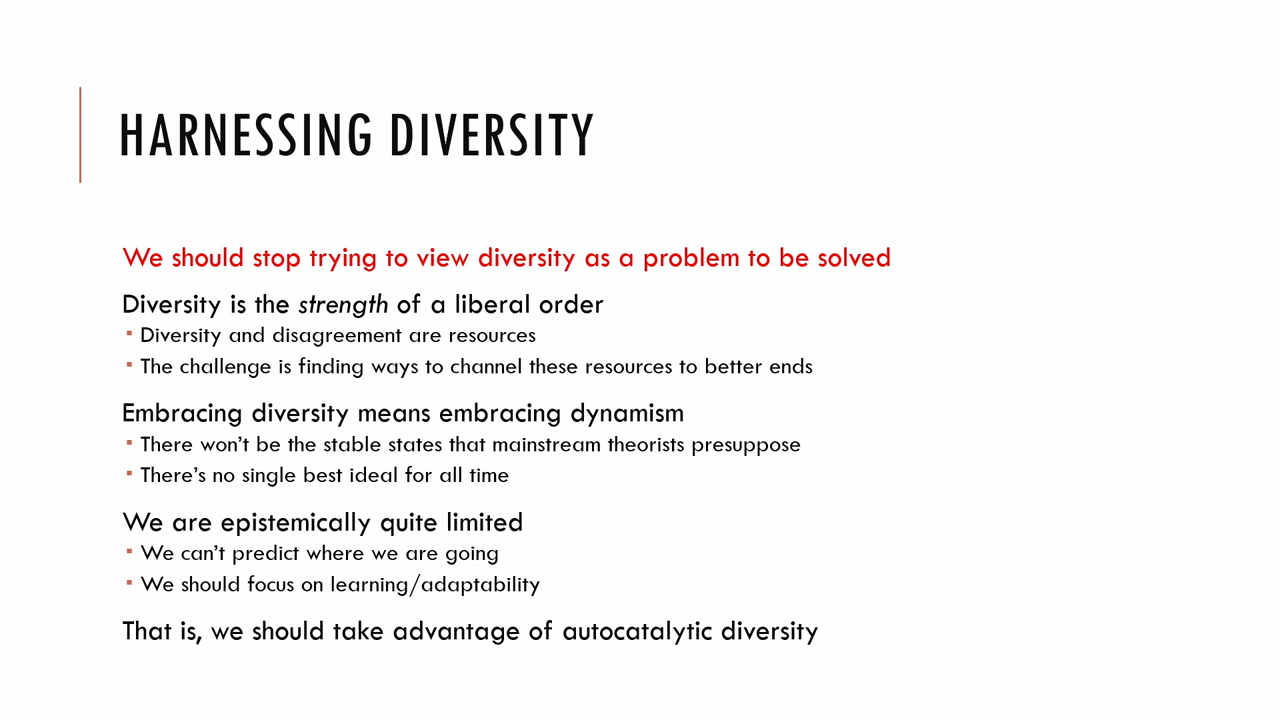 HARNESSING DIVERSITY
We should stop trying to view diversity as a problem to be solved
Diversity is the strength of a liberal order
▪ Diversity and disagreement are resources
▪ The challenge is finding ways to channel these resources to better ends
Embracing diversity means embracing dynamism
▪ There won’t be the stable states that mainstream theorists presuppose
▪ There’s no single best ideal for all time
We are epistemically quite limited
▪ We can’t predict where we are going
▪ We should focus on learning/adaptability
That is, we should take advantage of autocatalytic diversity